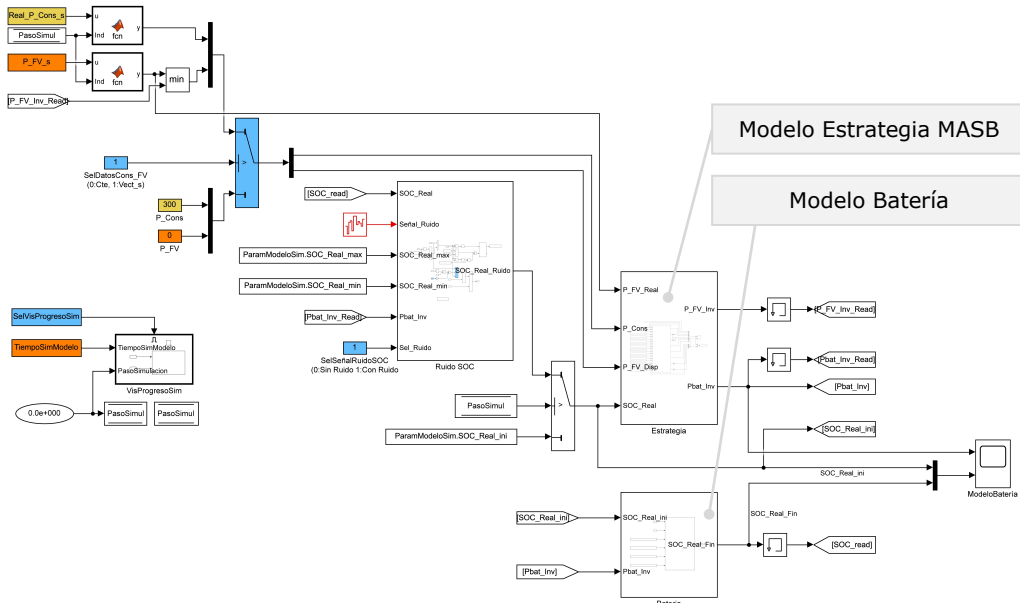 Real_P_Cons_s
PasoSimul
u
Ind
fcn
y
P_FV_s
u
Ind
fcn
y
min
[P_FV_Inv_Read]
1
SelDatosCons_FV
(0:Cte, 1:Vect_s)
>
300
P_Cons
0
P_FV
Modelo Estrategia MASB
Modelo Batería
[SOC_read]
ParamModeloSim.SOC_Real_max
ParamModeloSim.SOC_Real_min
[Pbat_Inv_Read]
1
SelSeñalRuidoSOC
(0:Sin Ruido 1:Con Ruido
SOC_Real
Señal_Ruido
SOC_Real_max
SOC_Real_min
Pbat_Inv
Sel_Ruido
SOC_Real_Ruido
Ruido SOC
PasoSimul
ParamModeloSim.SOC_Real_ini
>
P_FV_Real
P_Cons
P_FV_Disp
SOC_Real
P_FV_Inv
Pbat_Inv
Estrategia
[P_FV_Inv_Read]
[Pbat_Inv_Read]
[Pbat_Inv]
[SOC_Real_ini]
SOC_Real_ini
ModeloBateria
SelVisProgresoSim
TiempoSimModelo
TiempoSimModelo
PasoSimulacion
VisProgresoSim
0.0e+000
PasoSimul
PasoSimul
[SOC_Real_ini]
[Pbat_Inv]
SOC_Real_ini
Pbat_Inv
SOC_Real_Fin
SOC_Real_Fin
[SOC_read]